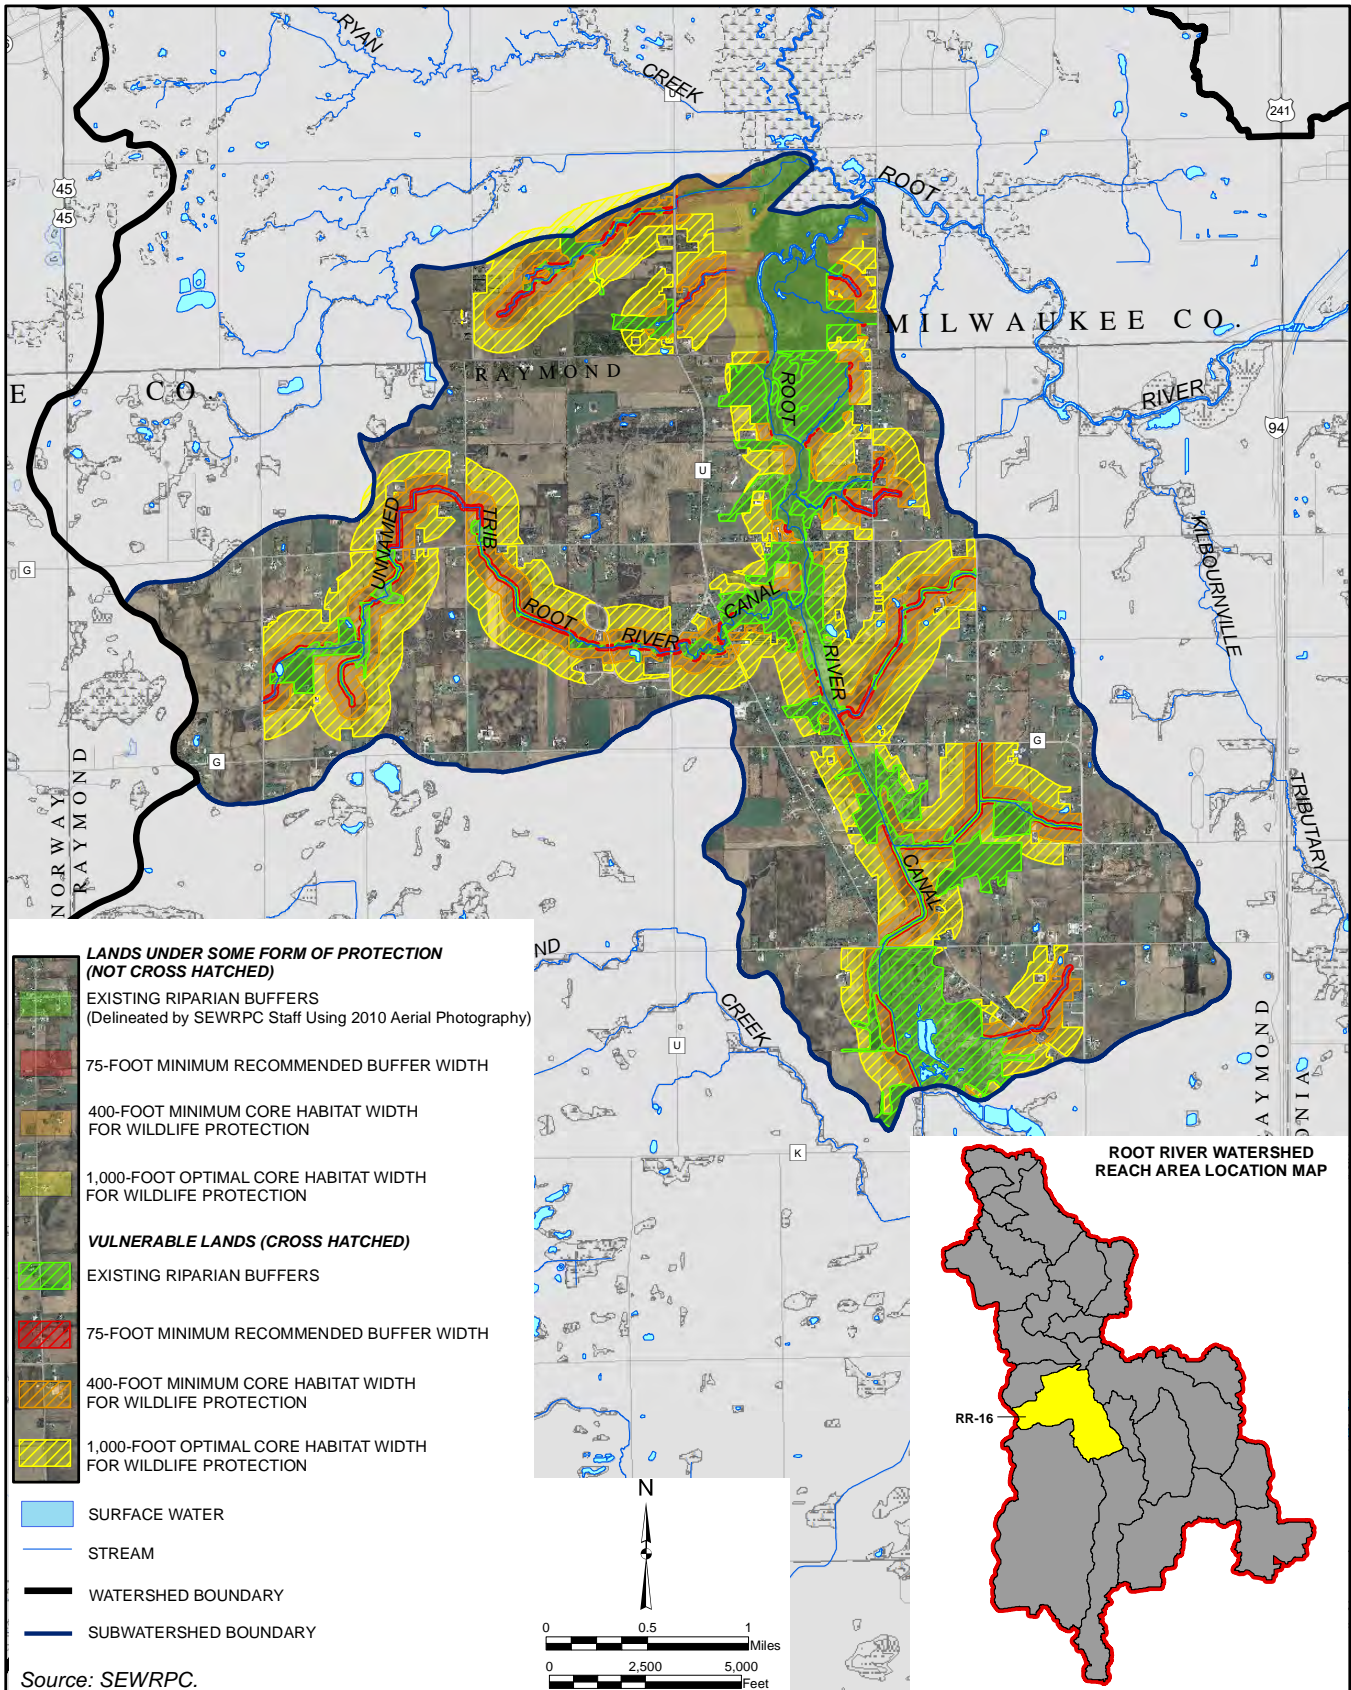 RYAN
CREEK
U
241
45
45
ROOT
MILWAUKEE CO.
RAYMOND
E CO.
ROOT
RIVER
94
U
UNNAMED
TRIB
G
KILBOURNVILLE
ROOT
RIVER
CANAL
RIVER
G
G
NORWAY
RAYMOND
TRIBUTARY
CANAL
ND
CREEK
U
AYMOND
ONIA
K
LANDS UNDER SOME FORM OF PROTECTION
(NOT CROSS HATCHED)
EXISTING RIPARIAN BUFFERS
(Delineated by SEWRPC Staff Using 2010 Aerial Photography)
75-FOOT MINIMUM RECOMMENDED BUFFER WIDTH
400-FOOT MINIMUM CORE HABITAT WIDTH
FOR WILDLIFE PROTECTION
1,000-FOOT OPTIMAL CORE HABITAT WIDTH
FOR WILDLIFE PROTECTION
VULNERABLE LANDS (CROSS HATCHED)
EXISTING RIPARIAN BUFFERS
75-FOOT MINIMUM RECOMMENDED BUFFER WIDTH
400-FOOT MINIMUM CORE HABITAT WIDTH
FOR WILDLIFE PROTECTION
1,000-FOOT OPTIMAL CORE HABITAT WIDTH
FOR WILDLIFE PROTECTION
SURFACE WATER
STREAM
WATERSHED BOUNDARY
SUBWATERSHED BOUNDARY
Source: SEWRPC.
N
0 0.5 1
Miles
0 2,500 5,000
Feet
ROOT RIVER WATERSHED
REACH AREA LOCATION MAP
RR-16